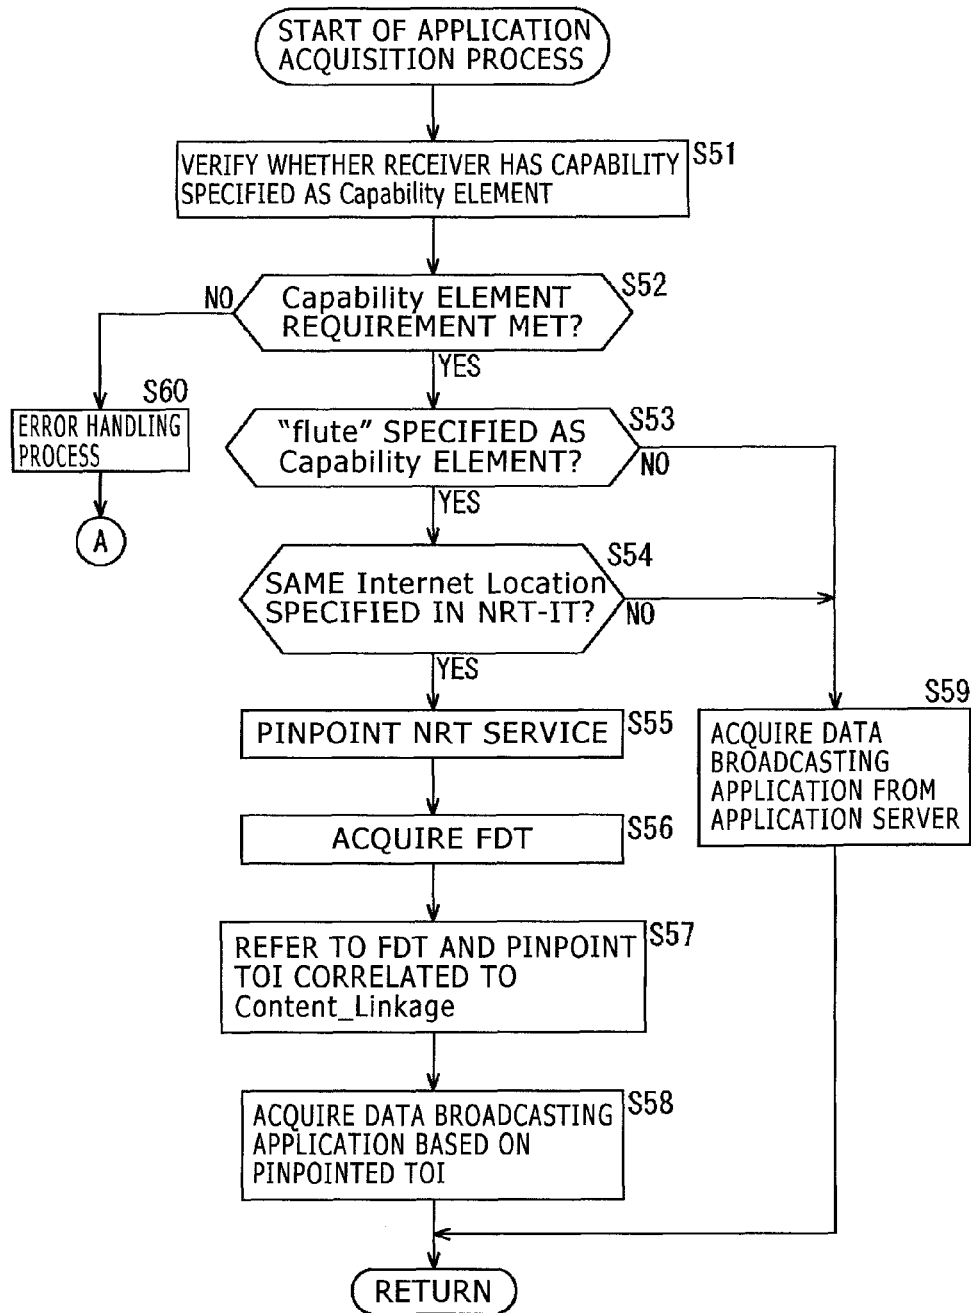 START OF APPLICATION
ACQUISITION PROCESS
VERIFY WHETHER RECEIVER HAS CAPABILITY
SPECIFIED AS Capability ELEMENT
S51
Capability ELEMENT
REQUIREMENT MET?
S52
NO
YES
S60
ERROR HANDLING
PROCESS
A
"flute" SPECIFIED AS
Capability ELEMENT?
S53
NO
YES
SAME Internet Location
SPECIFIED IN NRT-IT?
S54
NO
YES
PINPOINT NRT SERVICE
S55
S59
ACQUIRE DATA
BROADCASTING
APPLICATION FROM
APPLICATION SERVER
ACQUIRE FDT
S56
REFER TO FDT AND PINPOINT
TOI CORRELATED TO
Content_Linkage
S57
ACQUIRE DATA BROADCASTING
APPLICATION BASED ON
PINPOINTED TOI
S58
RETURN